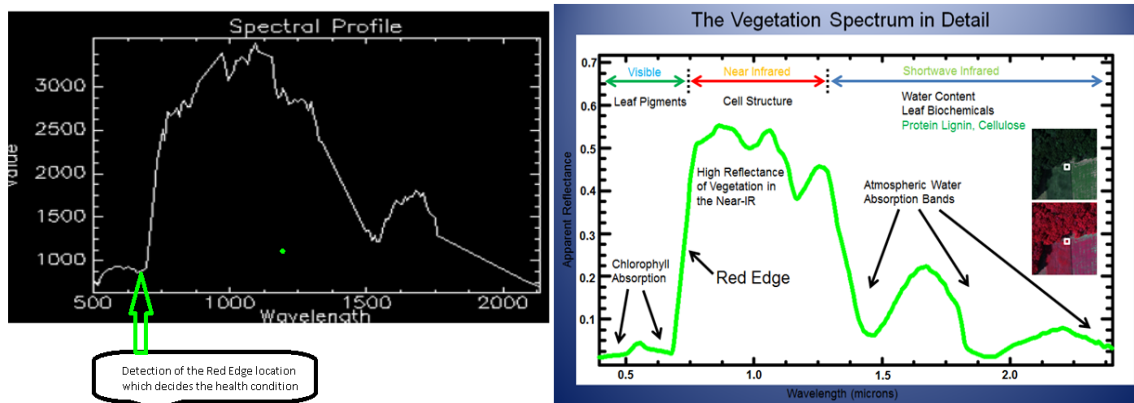 Spectral Profile
3000
2500
2000
1500
1000
Value
500 1000 1500 2000
Wavelength
Detection of the Red Edge location
which decides the health condition
The Vegetation Spectrum in Detail
0.7
0.6
0.5
0.4
0.3
0.2
0.1
Apparent Reflectance
Visible
Near Infrared
Shortwave Infrared
Leaf Pigments
Cell Structure
Water Content
Leaf Biochemicals
Protein Lignin, Cellulose
High Reflectance
of Vegetation in
the Near-IR
Atmospheric Water
Absorption Bands
Chlorophyll
Absorption
Red Edge
0.5 1.0 1.5 2.0
Wavelength (microns)